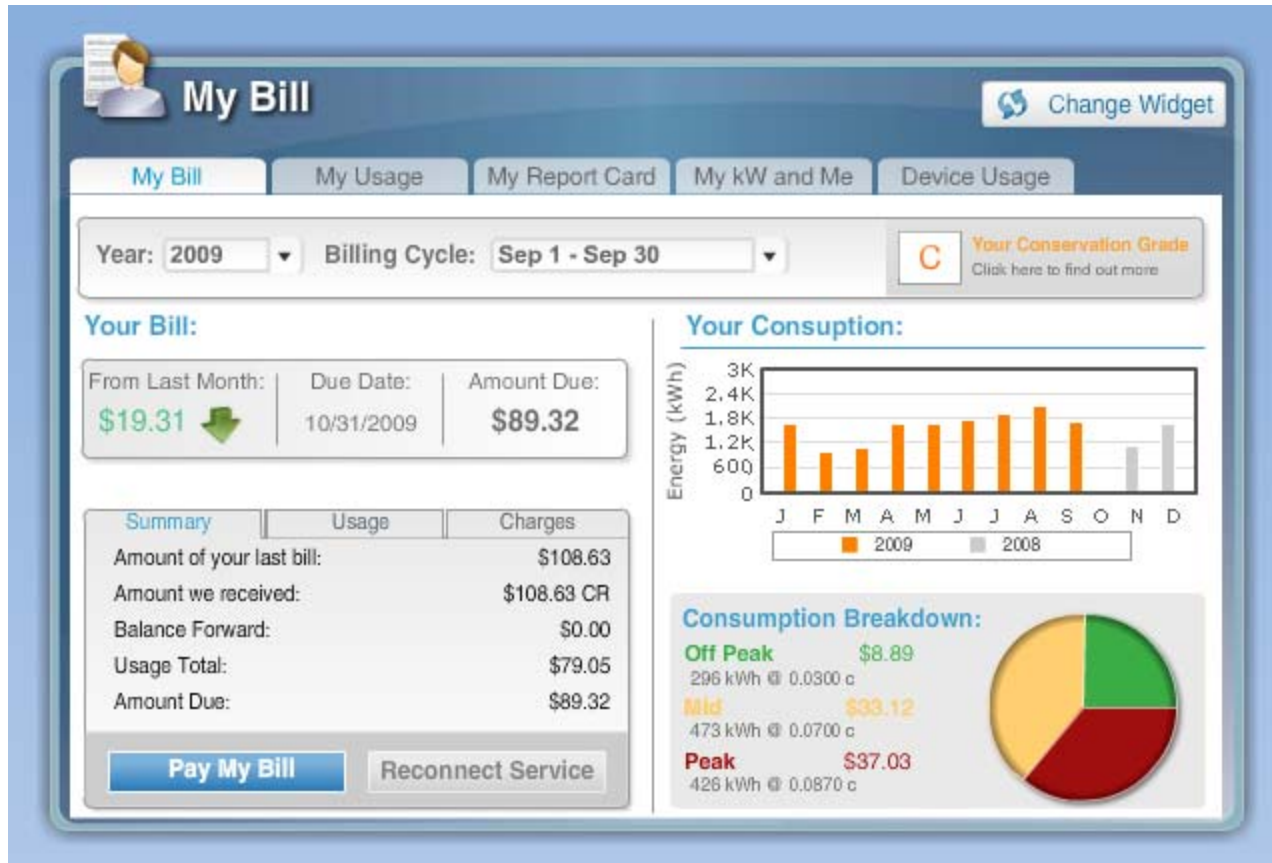 My Bill
Change Widget
My Bill
My Usage
My Report Card
My kW and Me
Device Usage
Year: 2009
Billing Cycle: Sep 1 - Sep 30
C
Your Conservation Grade
Click here to find out more
Your Bill:
From Last Month:
$19.31
Due Date:
10/31/2009
Amount Due:
$89.32
Summary
Usage
Charges
Amount of your last bill: $108.63
Amount we received: $108.63 CR
Balance Forward: $0.00
Usage Total: $79.05
Amount Due: $89.32
Pay My Bill
Reconnect Service
Your Consuption:
Energy (kWh)
3K
2.4K
1.8K
1.2K
600
0
J F M A M J J A S O N D
2009 2008
Consumption Breakdown:
Off Peak $8.89
296 kWh @ 0.0300 c
Mid $33.12
473 kWh @ 0.0700 c
Peak $37.03
426 kWh @ 0.0870 c